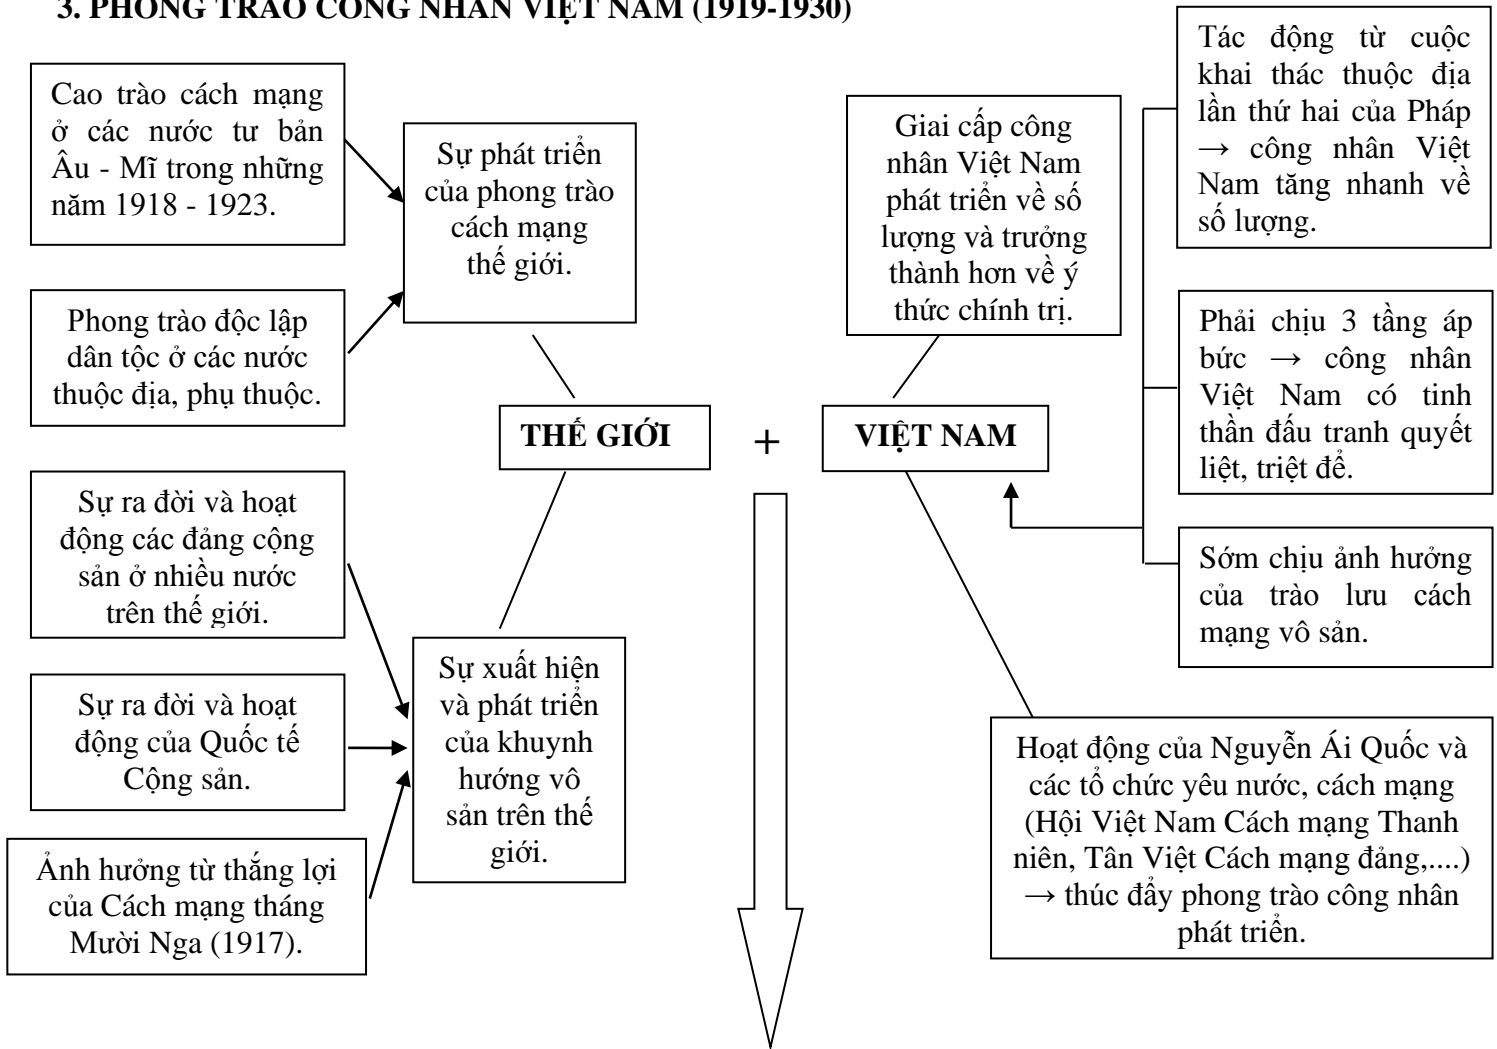 3. PHONG TRÀO CÔNG NHÂN VIỆT NAM (1919-1930)
Cao trào cách mạng
ở các nước tư bản
Âu - Mĩ trong những
năm 1918 - 1923.
Phong trào độc lập
dân tộc ở các nước
thuộc địa, phụ thuộc.
Sự phát triển
của phong trào
cách mạng
thế giới.
Giai cấp công
nhân Việt Nam
phát triển về số
lượng và trưởng
thành hơn về ý
thức chính trị.
Tác động từ cuộc
khai thác thuộc địa
lần thứ hai của Pháp
→ công nhân Việt
Nam tăng nhanh về
số lượng.
Phải chịu 3 tầng áp
bức → công nhân
Việt Nam có tinh
thần đấu tranh quyết
liệt, triệt để.
Sớm chịu ảnh hưởng
của trào lưu cách
mạng vô sản.
THẾ GIỚI
+
VIỆT NAM
Sự ra đời và hoạt
động các đảng cộng
sản ở nhiều nước
trên thế giới.
Sự ra đời và hoạt
động của Quốc tế
Cộng sản.
Ảnh hưởng từ thắng lợi
của Cách mạng tháng
Mười Nga (1917).
Sự xuất hiện
và phát triển
của khuynh
hướng vô
sản trên thế
giới.
Hoạt động của Nguyễn Ái Quốc và
các tổ chức yêu nước, cách mạng
(Hội Việt Nam Cách mạng Thanh
niên, Tân Việt Cách mạng đảng,....)
→ thúc đẩy phong trào công nhân
phát triển.